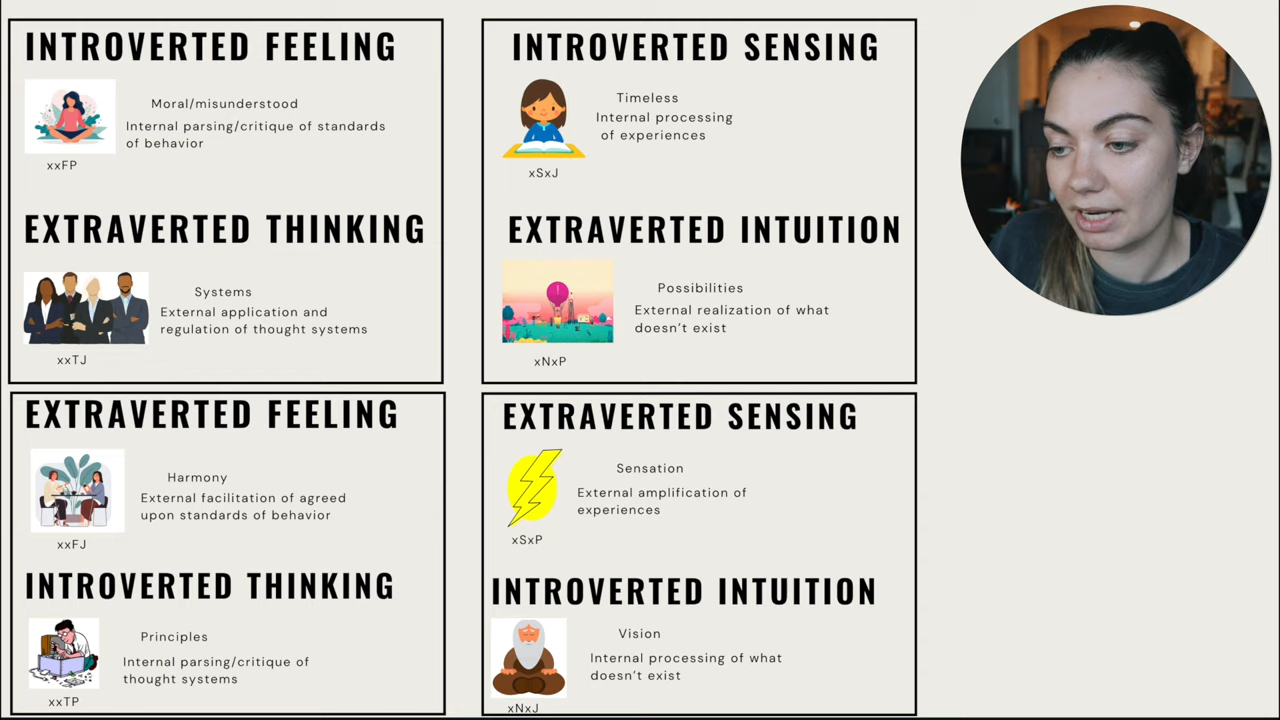 INTROVERTED FEELING
Moral/misunderstood
Internal parsing/critique of standards
of behavior
xxFP
EXTRAVERTED THINKING
Systems
External application and
regulation of thought systems
xxTJ
INTROVERTED SENSING
Timeless
Internal processing
of experiences
xSxJ
EXTRAVERTED INTUITION
Possibilities
External realization of what
doesn't exist
xNxP
EXTRAVERTED FEELING
Harmony
External facilitation of agreed
upon standards of behavior
xxFJ
INTROVERTED THINKING
Principles
Internal parsing/critique of
thought systems
xxTP
EXTRAVERTED SENSING
Sensation
External amplification of
experiences
xSxP
INTROVERTED INTUITION
Vision
Internal processing of what
doesn't exist
xNxJ